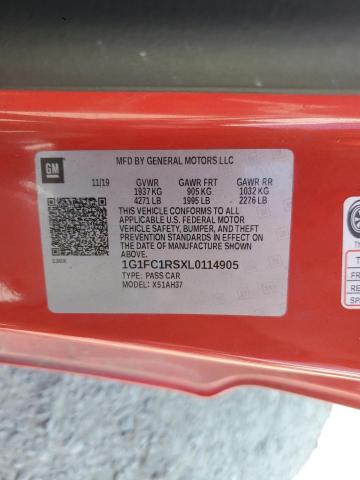 GM
MFD BY GENERAL MOTORS LLC
11/19 GVWR GAWR FRT GAWR RR
1937 KG 905 KG 1032 KG
4271 LB 1995 LB 2276 LB
THIS VEHICLE CONFORMS TO ALL
APPLICABLE U.S. FEDERAL MOTOR
VEHICLE SAFETY, BUMPER, AND THEFT
PREVENTION STANDARDS IN EFFECT ON
THE DATE OF MANUFACTURE SHOWN
ABOVE.
1G1FC1RSXL0114905
TYPE: PASS CAR
MODEL: X51AH37